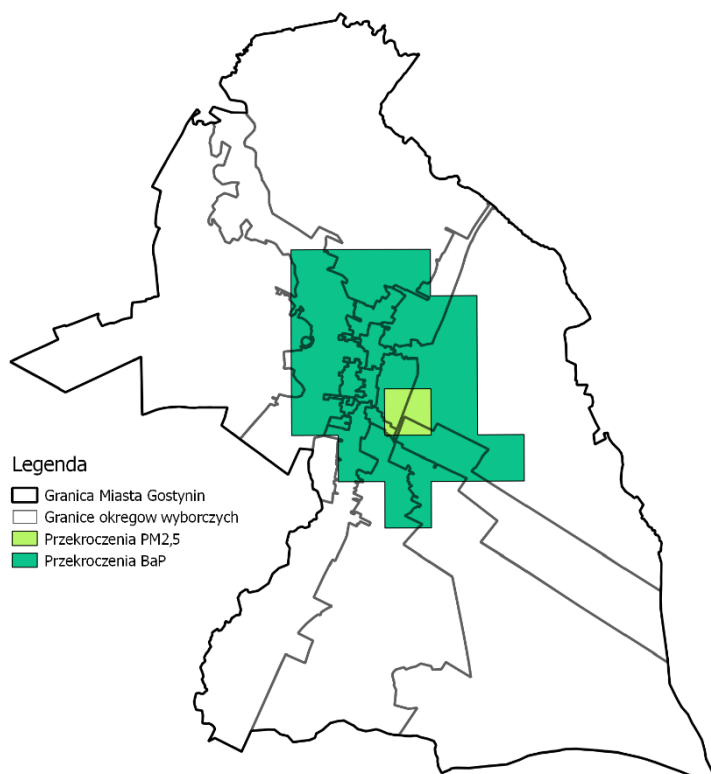 Legenda
Granica Miasta Gostynin
Granice okregow wyborczych
Przekroczenia PM2,5
Przekroczenia BaP